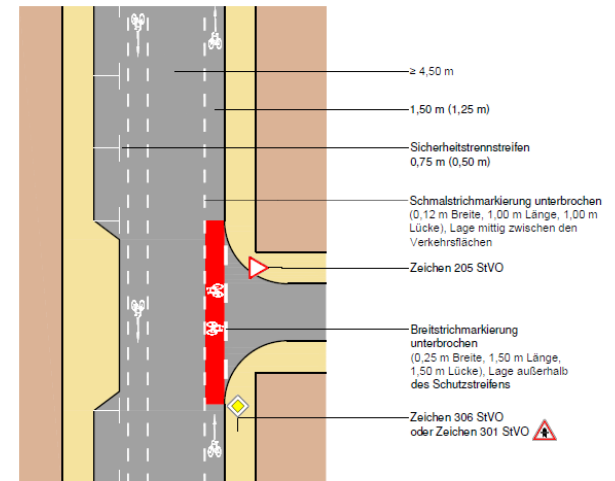 ≥ 4,50 m
1,50 m (1,25 m)
Sicherheitstrennstreifen
0,75 m (0,50 m)
Schmalstrichmarkierung unterbrochen
(0,12 m Breite, 1,00 m Länge, 1,00 m
Lücke), Lage mittig zwischen den
Verkehrsflächen
Zeichen 205 StVO
Breitstrichmarkierung
unterbrochen
(0,25 m Breite, 1,50 m Länge,
1,50 m Lücke), Lage außerhalb
des Schutzstreifens
Zeichen 306 StVO
oder Zeichen 301 StVO